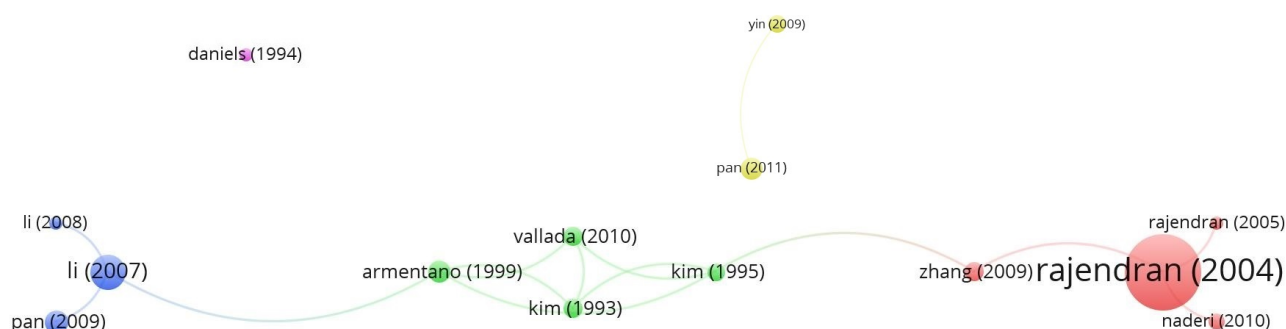 yin (2009)
daniels (1994)
pan (2011)
li (2008)
rajendran (2005)
vallada (2010)
li (2007)
armentano (1999)
kim (1995)
zhang (2009)
rajendran (2004)
kim (1993)
pan (2009)
naderi (2010)